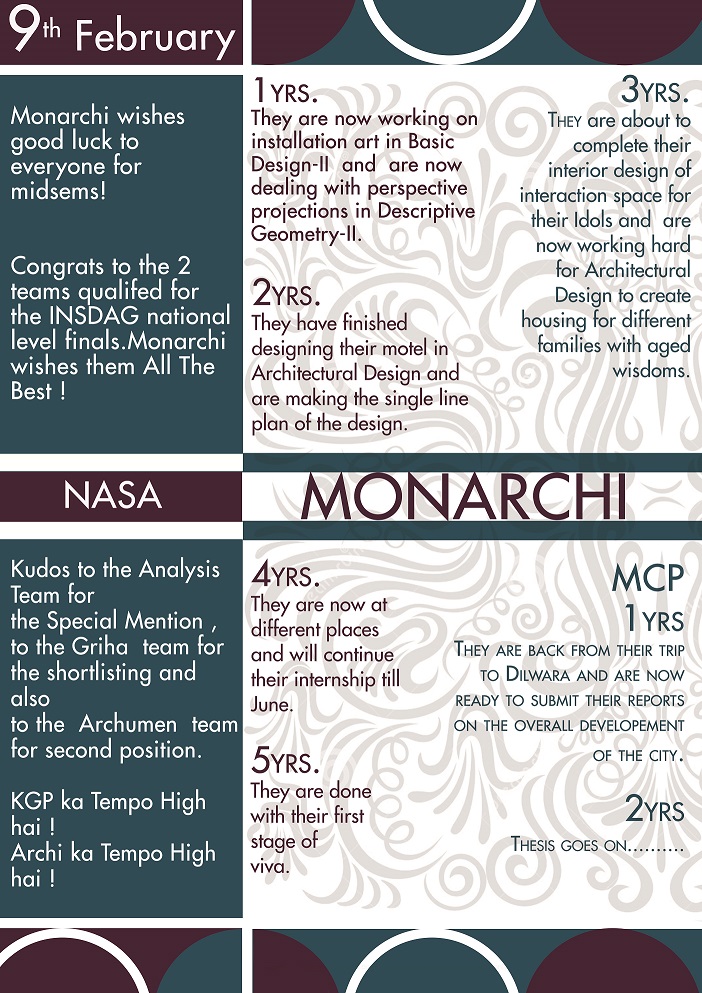 9th February
Monarchi wishes
good luck to
everyone for
midsems!
Congrats to the 2
teams qualifed for
the INSDAG national
level finals.Monarchi
wishes them All The
Best !
1YRS.
They are now working on
installation art in Basic
Design-II and are now
dealing with perspective
projections in Descriptive
Geometry-II.
2YRS.
They have finished
designing their motel in
Architectural Design and
are making the single line
plan of the design.
3YRS.
THEY are about to
complete their
interior design of
interaction space for
their Idols and are
now working hard
for Architectural
Design to create
housing for different
families with aged
wisdoms.
NASA
MONARCHI
Kudos to the Analysis
Team for
the Special Mention ,
to the Griha team for
the shortlisting and
also
to the Archumen team
for second position.
KGP ka Tempo High
hai !
Archi ka Tempo High
hai !
4YRS.
They are now at
different places
and will continue
their internship till
June.
5YRS.
They are done
with their first
stage of
viva.
MCP
1YRS
THEY ARE BACK FROM THEIR TRIP
TO DILWARA AND ARE NOW
READY TO SUBMIT THEIR REPORTS
ON THE OVERALL DEVELOPEMENT
OF THE CITY.
2YRS
THESIS GOES ON..........